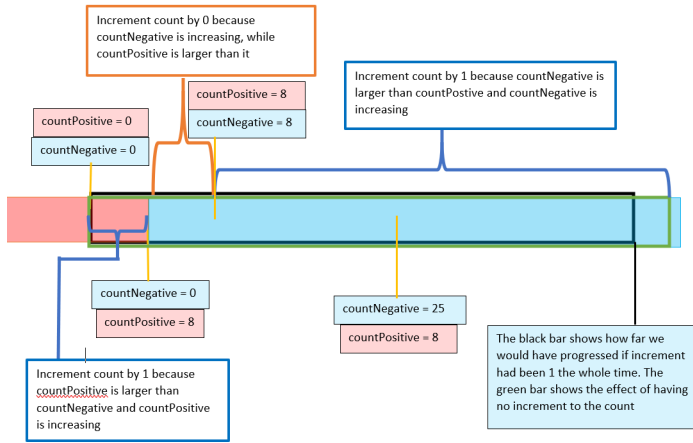 Increment count by 0 because
countNegative is increasing, while
countPositive is larger than it
Increment count by 1 because countNegative is
larger than countPostive and countNegative is
increasing
countPositive = 8
countNegative = 8
countPositive = 0
countNegative = 0
countNegative = 0
countPositive = 8
countNegative = 25
countPositive = 8
The black bar shows how far we
would have progressed if increment
had been 1 the whole time. The
green bar shows the effect of having
no increment to the count
Increment count by 1 because
countPositive is larger than
countNegative and countPositive
is increasing